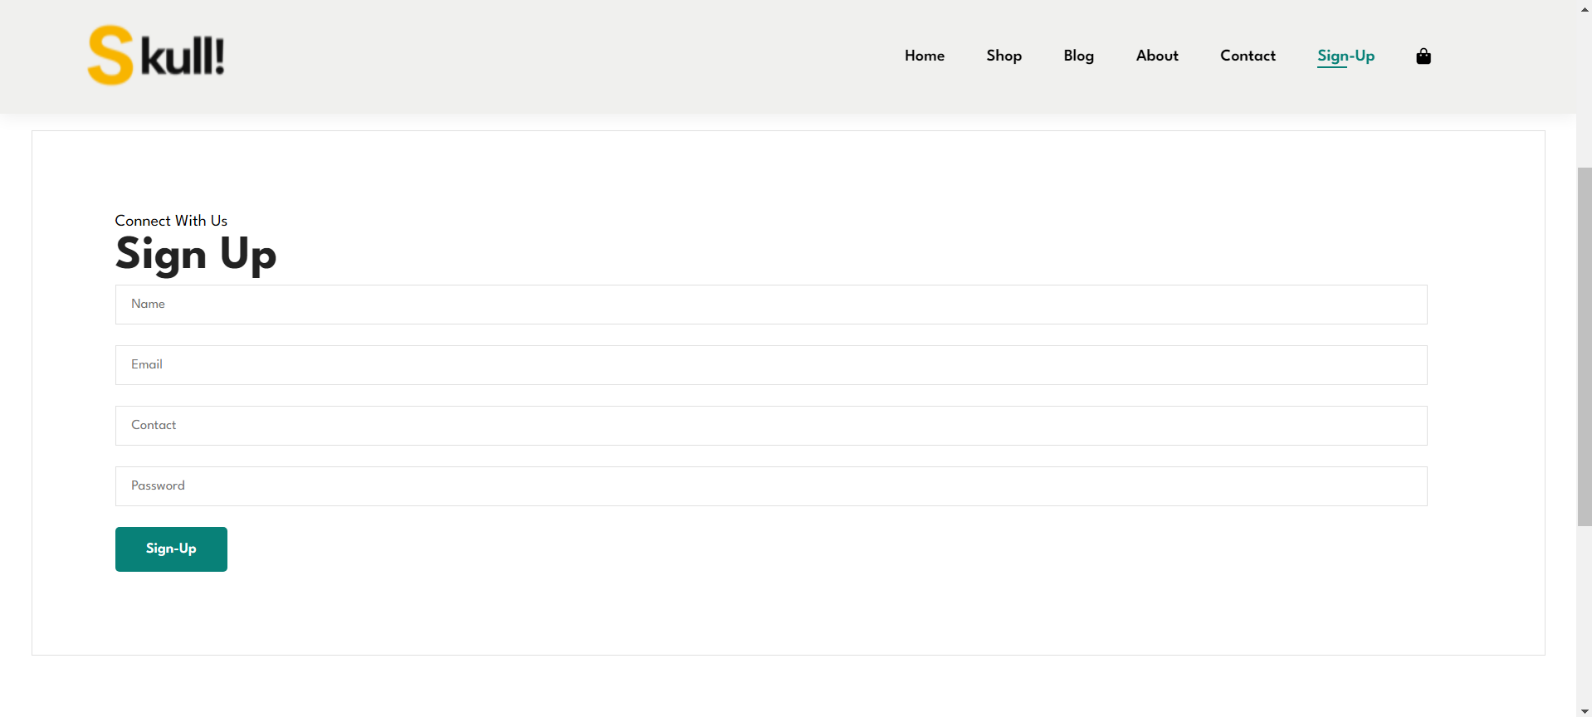 Skull!
Home Shop Blog About Contact Sign-Up
Connect With Us
Sign Up
Name
Email
Contact
Password
Sign-Up